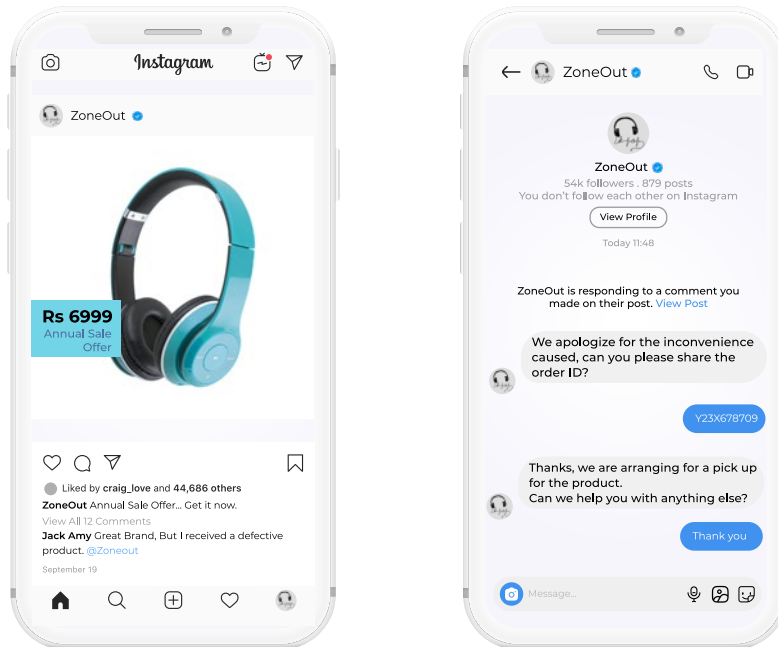 Instagram
ZoneOut
Rs 6999
Annual Sale
Offer
Liked by craig_love and 44,686 others
ZoneOut Annual Sale Offer... Get it now.
View All 12 Comments
Jack Amy Great Brand, But I received a defective
product. @Zoneout
September 19
ZoneOut
ZoneOut
54k followers . 879 posts
You don't follow each other on Instagram
View Profile
Today 11:48
ZoneOut is responding to a comment you
made on their post. View Post
We apologize for the inconvenience
caused, can you please share the
order ID?
Y23X678709
Thanks, we are arranging for a pick up
for the product.
Can we help you with anything else?
Thank you
Message...